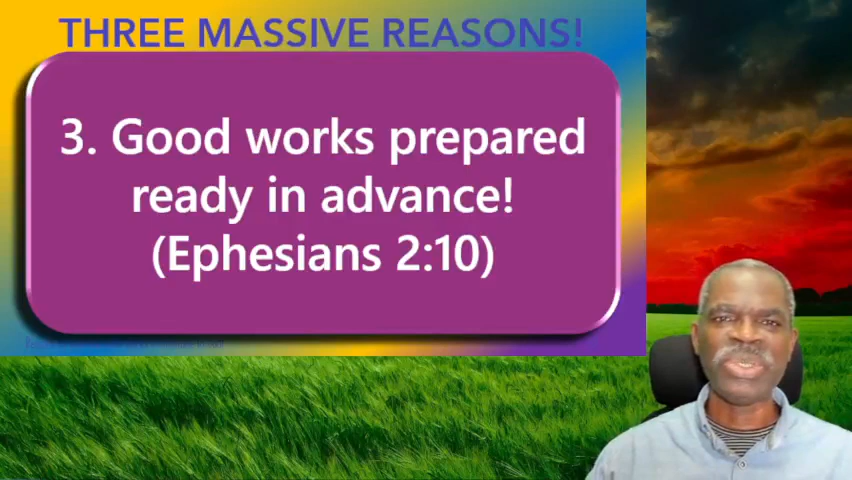 THREE MASSIVE REASONS!
3. Good works prepared
ready in advance!
(Ephesians 2:10)